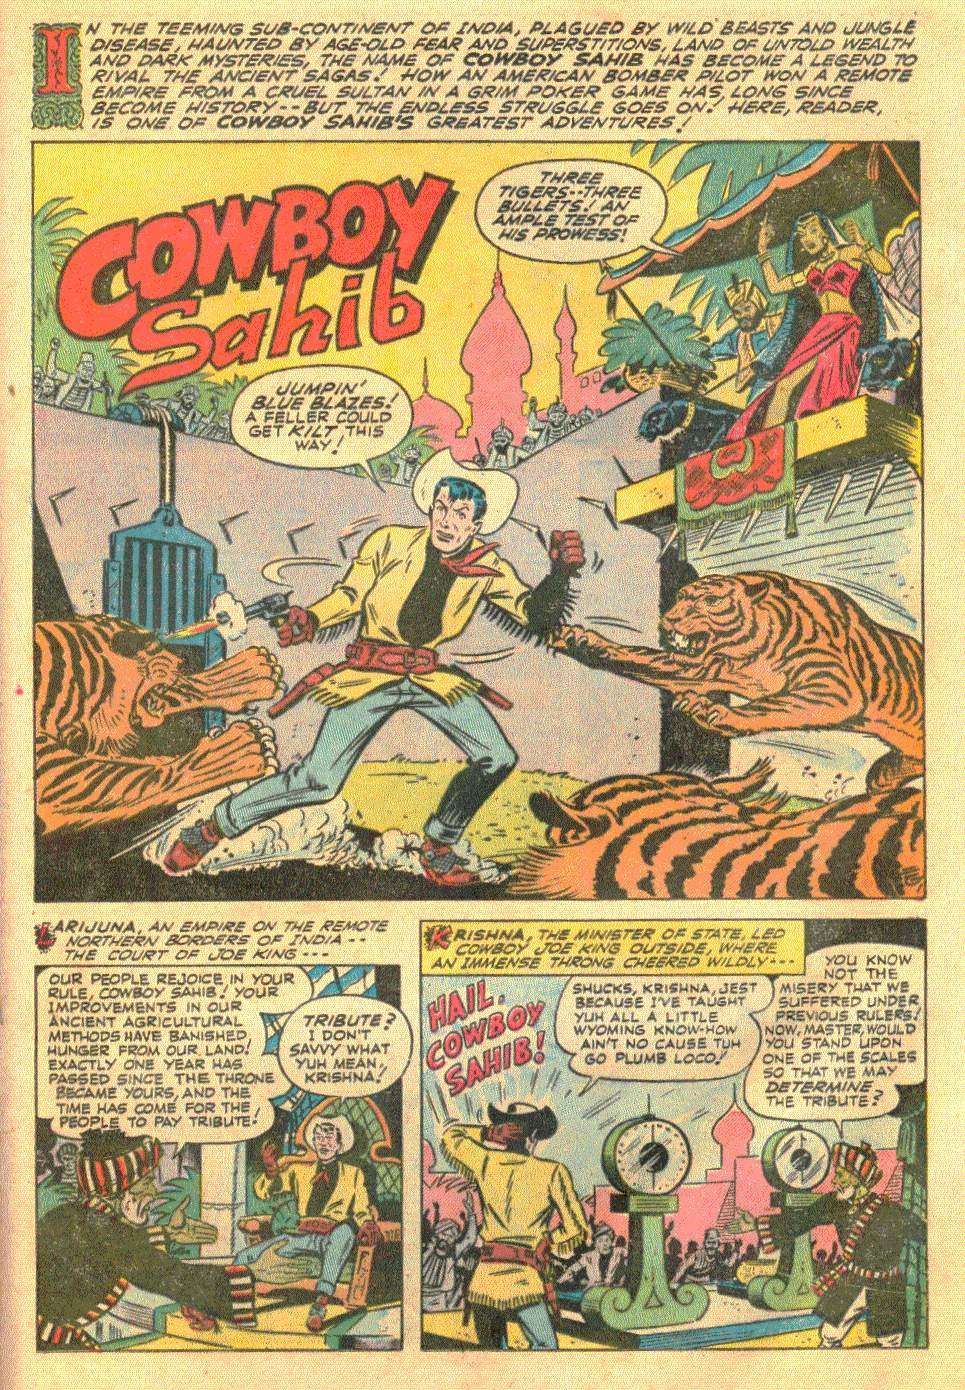 IN THE TEEMING SUB-CONTINENT OF INDIA, PLAGUED BY WILD BEASTS AND JUNGLE
DISEASE, HAUNTED BY AGE-OLD FEAR AND SUPERSTITIONS, LAND OF UNTOLD WEALTH
AND DARK MYSTERIES, THE NAME OF COWBOY SAHIB HAS BECOME A LEGEND TO
RIVAL THE ANCIENT SAGAS! HOW AN AMERICAN BOMBER PILOT WON A REMOTE
EMPIRE FROM A CRUEL SULTAN IN A GRIM POKER GAME HAS LONG SINCE
BECOME HISTORY--BUT THE ENDLESS STRUGGLE GOES ON! HERE, READER,
IS ONE OF COWBOY SAHIB'S GREATEST ADVENTURES!
COWBOY
Sahib
THREE
TIGERS--THREE
BULLETS! AN
AMPLE TEST OF
HIS PROWESS!
JUMPIN'
BLUE BLAZES!
A FELLER COULD
GET KILT THIS
WAY!
LARIJUNA, AN EMPIRE ON THE REMOTE
NORTHERN BORDERS OF INDIA--
THE COURT OF JOE KING---
OUR PEOPLE REJOICE IN YOUR
RULE, COWBOY SAHIB! YOUR
IMPROVEMENTS IN OUR
ANCIENT AGRICULTURAL
METHODS HAVE BANISHED
HUNGER FROM OUR LAND!
EXACTLY ONE YEAR HAS
PASSED SINCE THE THRONE
BECAME YOURS, AND THE
TIME HAS COME FOR THE
PEOPLE TO PAY TRIBUTE!
TRIBUTE?
I DON'T
SAVVY WHAT
YUH MEAN,
KRISHNA!
KRISHNA, THE MINISTER OF STATE, LED
COWBOY JOE KING OUTSIDE, WHERE
AN IMMENSE THRONG CHEERED WILDLY---
HAIL,
COWBOY
SAHIB!
SHUCKS, KRISHNA, JEST
BECAUSE I'VE TAUGHT
YUH ALL A LITTLE
WYOMING KNOW-HOW
AIN'T NO CAUSE TUH
GO PLUMB LOCO!
YOU KNOW
NOT THE
MISERY THAT WE
SUFFERED UNDER
PREVIOUS RULERS!
NOW, MASTER, WOULD
YOU STAND UPON
ONE OF THE SCALES
SO THAT WE MAY
DETERMINE
THE TRIBUTE?